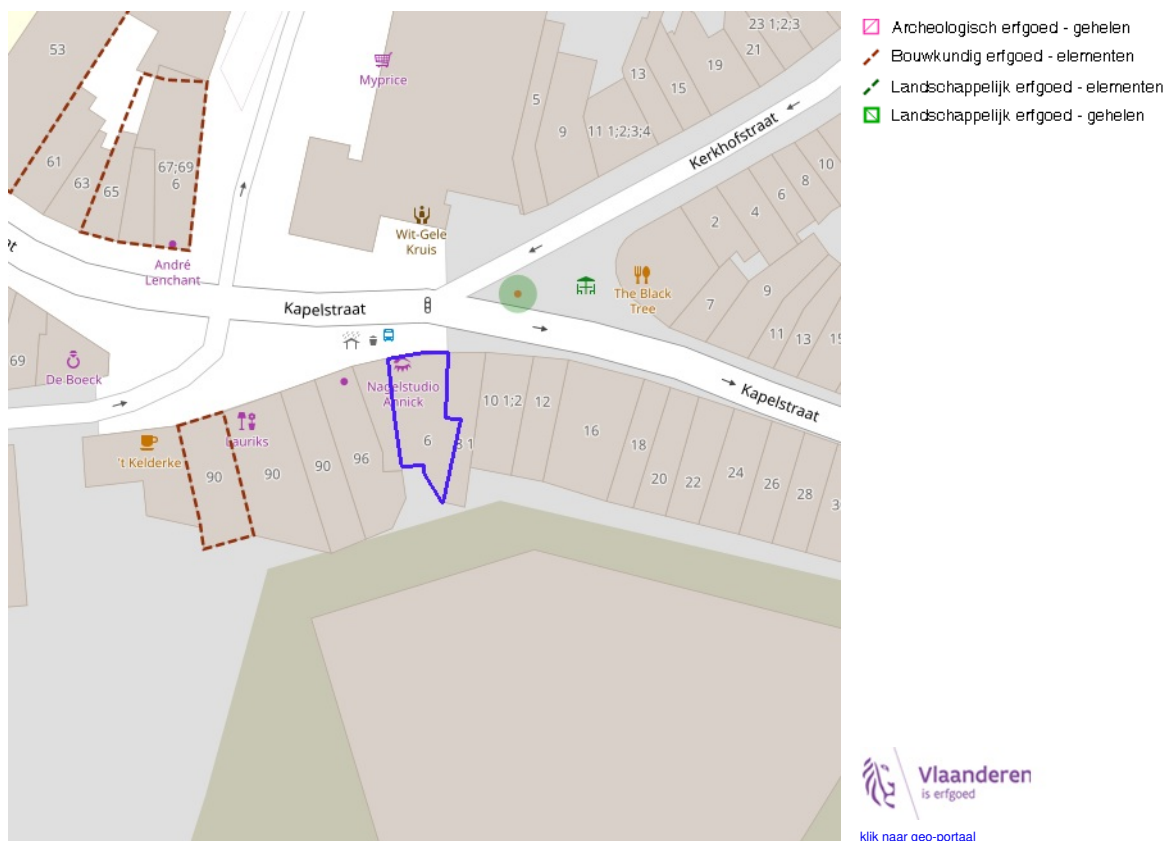 53
61
63
65
67;69
6
André
Lenchant
Myprice
Wit-Gele
Kruis
5
9
11 1;2;3;4
13
15
19
21
23 1;2;3
Kerkhofstraat
10
8
6
4
2
The Black
Tree
7
9
11
13
Kapelstraat
Kapelstraat
69
De Boeck
't Kelderke
Lauriks
90
90
90
96
Nagelstudio
Annick
6
10 1;2
12
16
18
20
22
24
26
28
Archeologisch erfgoed - gehelen
Bouwkundig erfgoed - elementen
Landschappelijk erfgoed - elementen
Landschappelijk erfgoed - gehelen
Vlaanderen
is erfgoed
klik naar geo-portaal